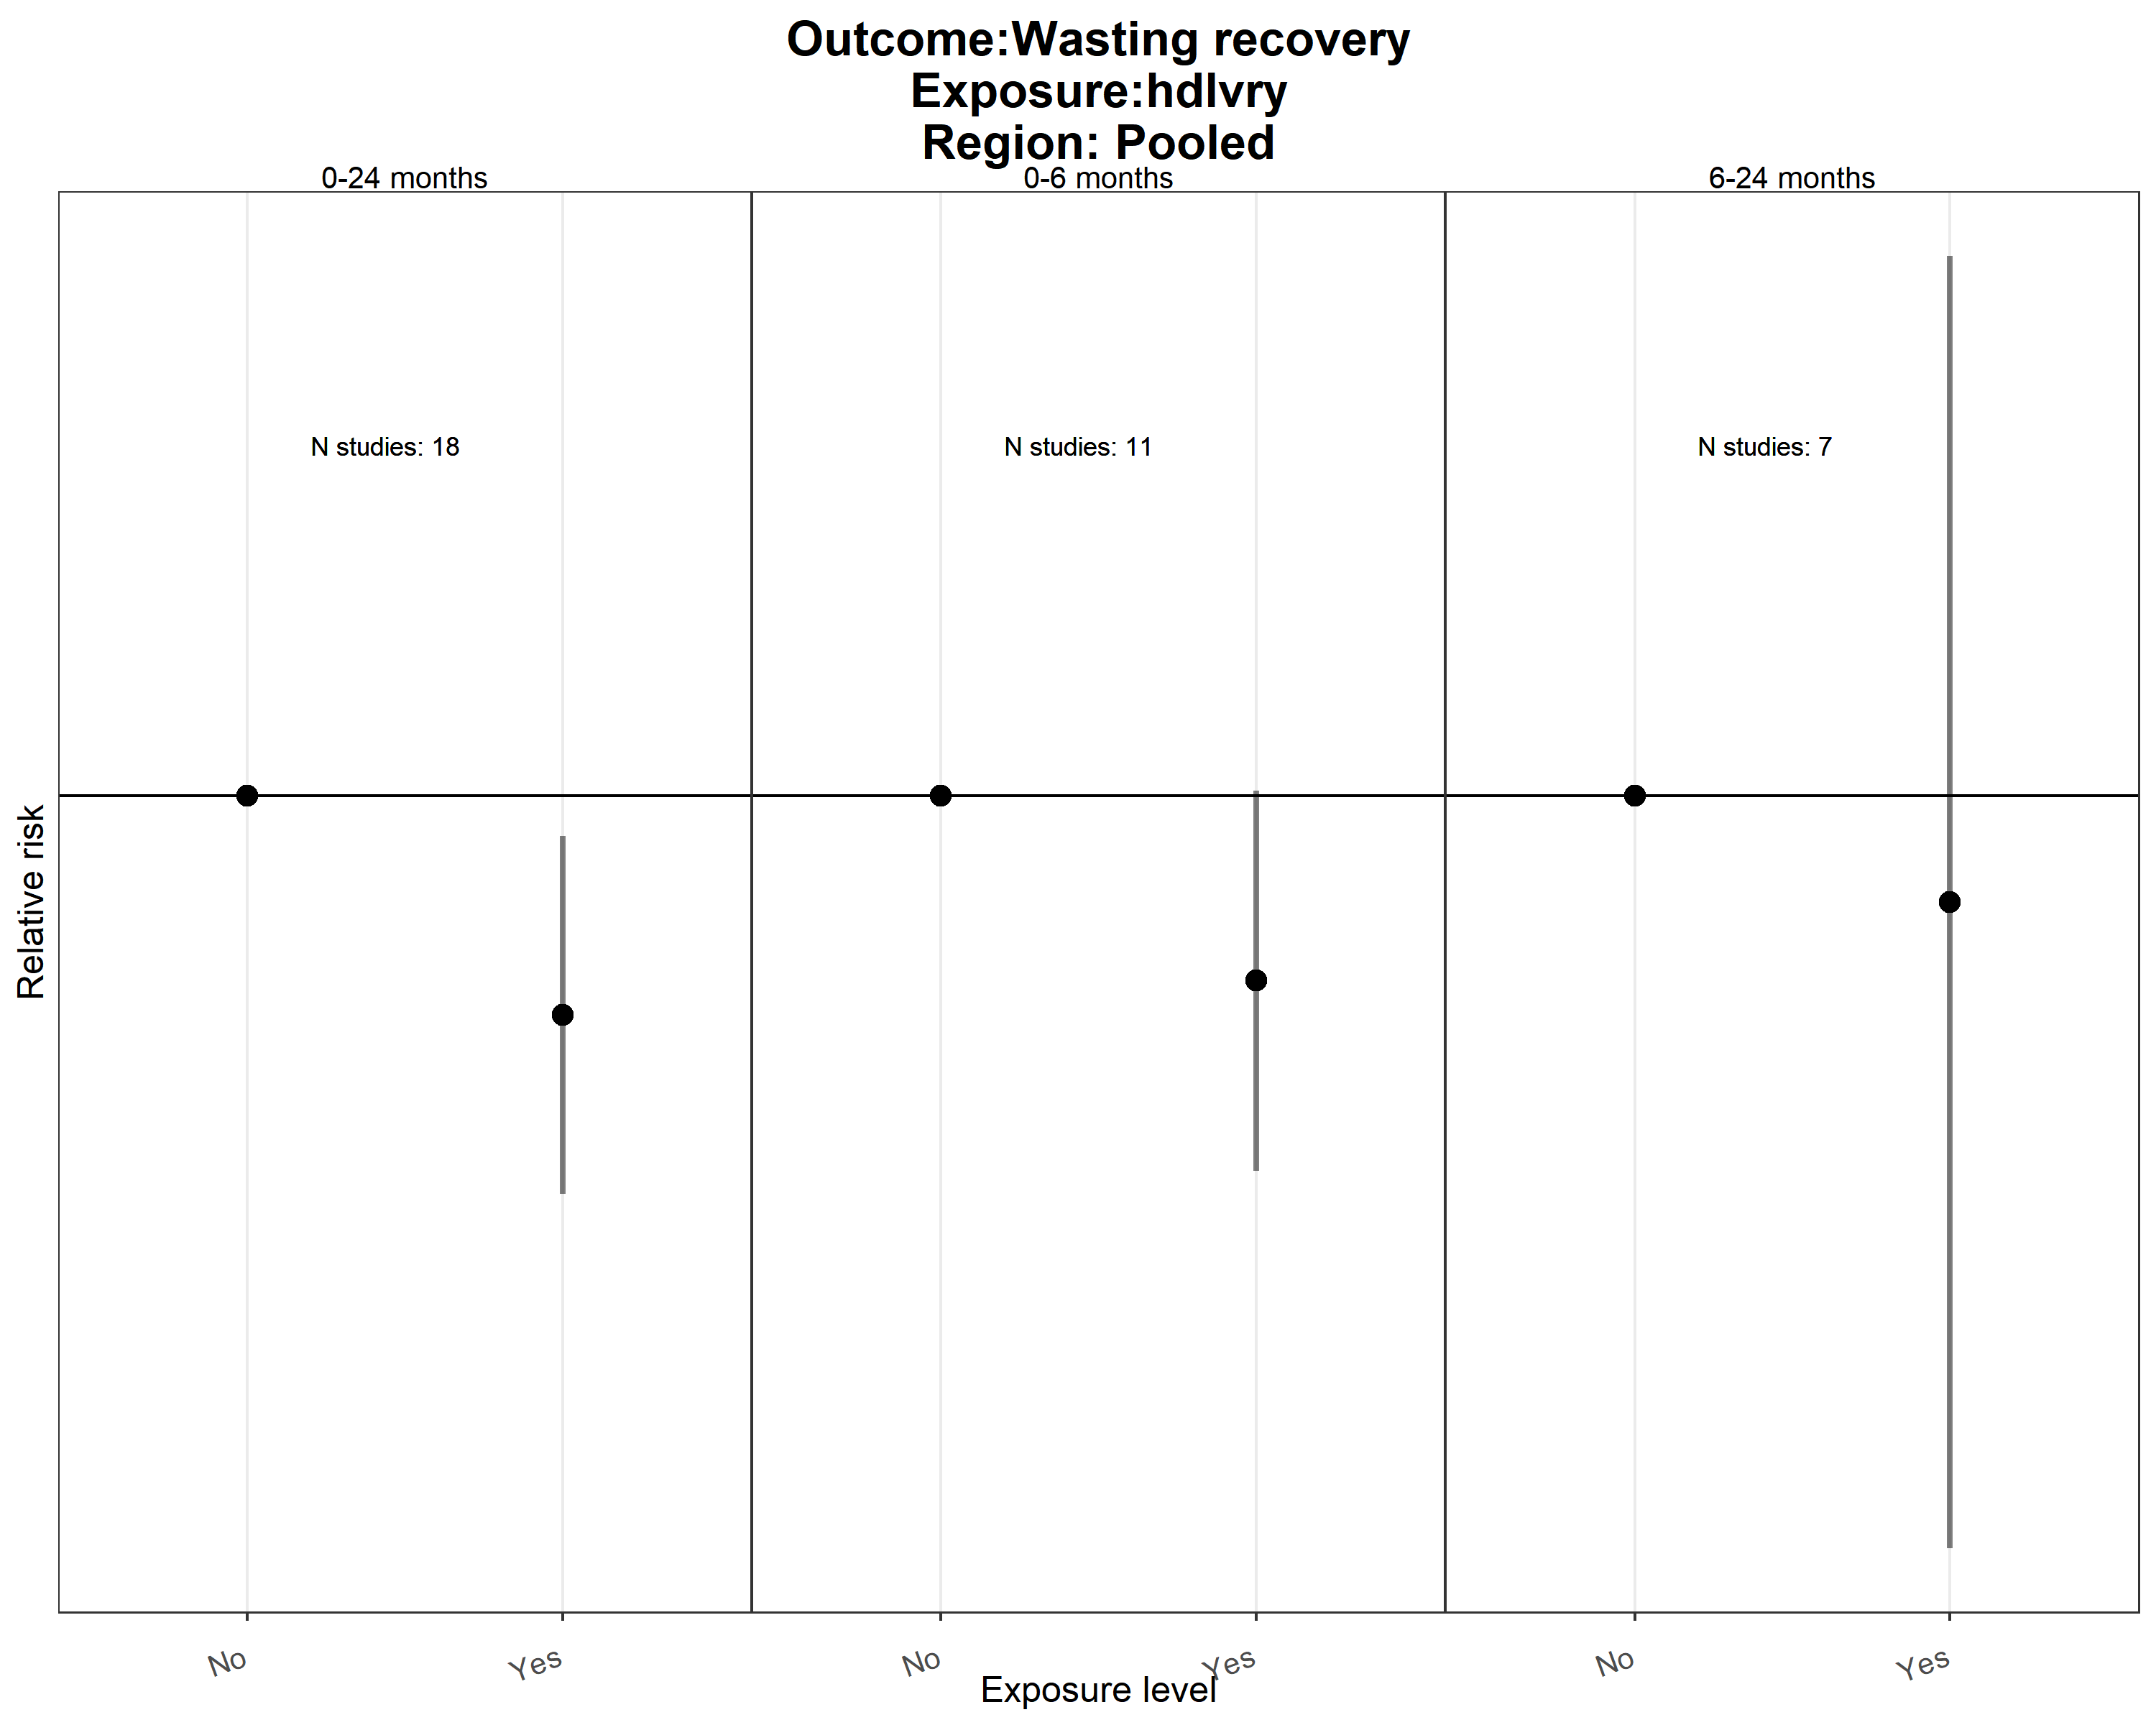 Outcome:Wasting recovery
Exposure:hdlvry
Region: Pooled
0-24 months
0-6 months
6-24 months
N studies: 18
N studies: 11
N studies: 7
Relative risk
No
Yes
No
Yes
No
Yes
Exposure level